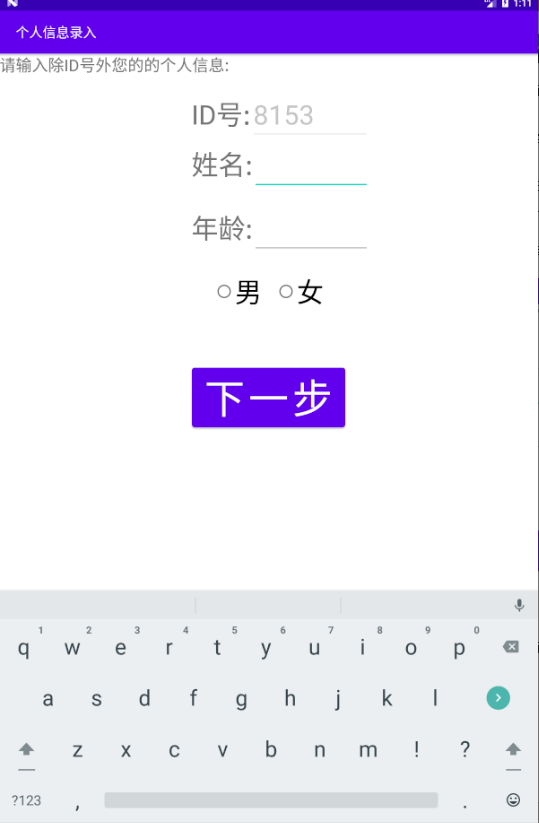 1:11
个人信息录入
请输入除ID号外您的的个人信息:
ID号:8153
姓名:
年龄:
男 女
下一步
1 2 3 4 5 6 7 8 9 0
q w e r t y u i o p
a s d f g h j k l
z x c v b n m ! ?
?123 , .